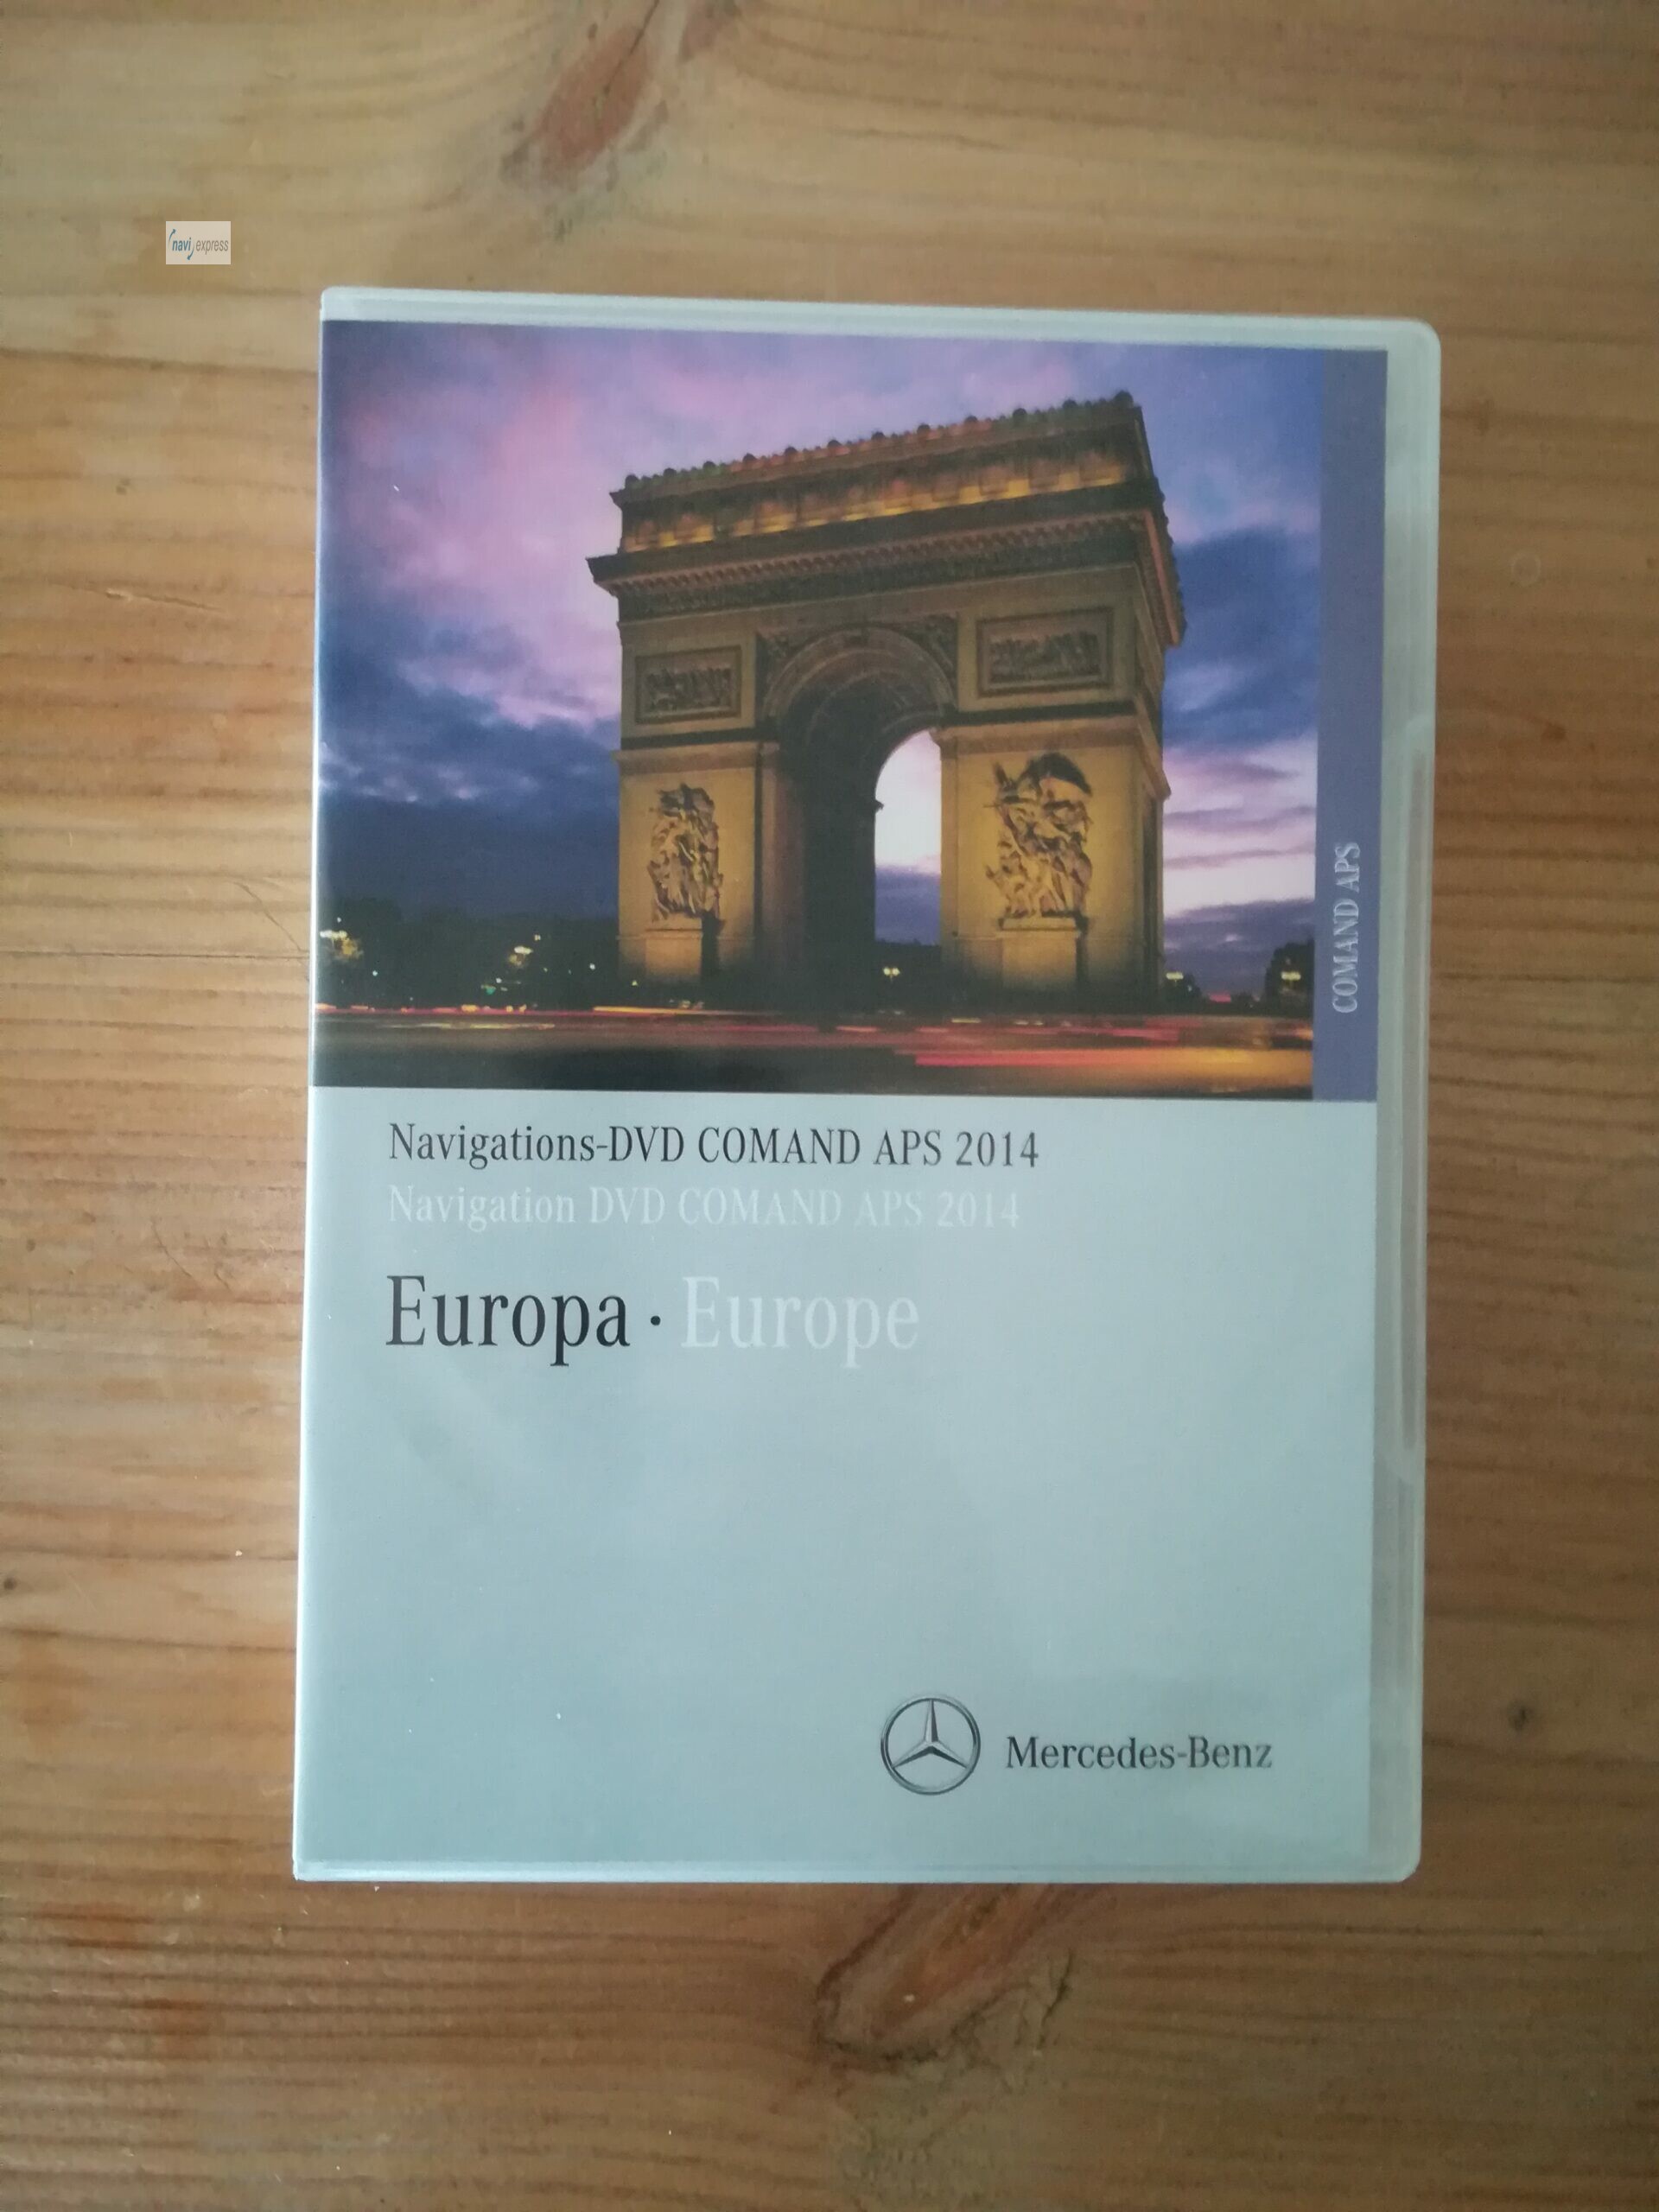 navi express
COMAND APS
Navigations-DVD COMAND APS 2014
Navigation DVD COMAND APS 2014
Europa · Europe
Mercedes-Benz